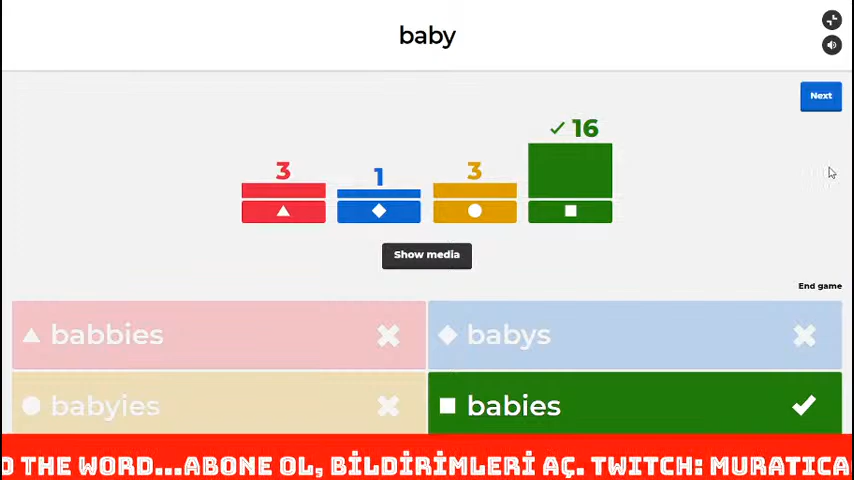 baby
Next
3
1
3
16
Show media
End game
babbies
babys
babyies
babies
THE WORD...ABONE OL, BİLDİRİMLERİ AÇ. TWITCH: MURATICA